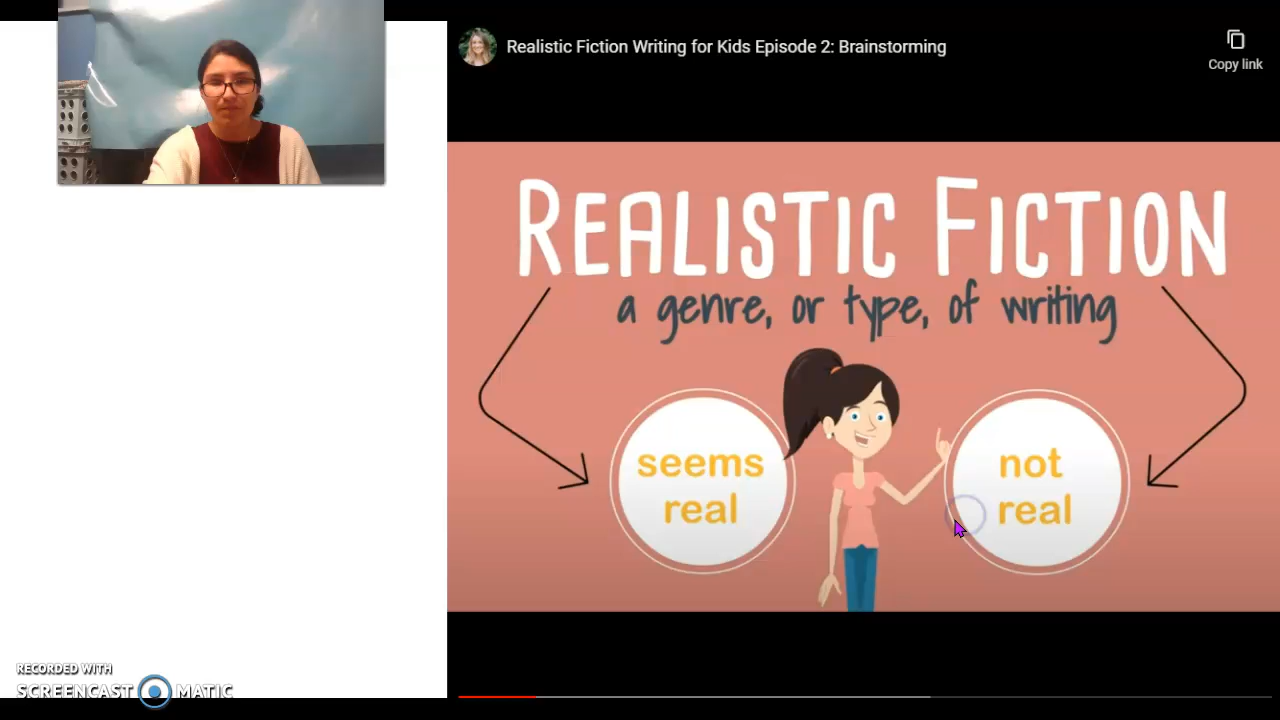 Realistic Fiction Writing for Kids Episode 2: Brainstorming
Copy link
REALISTIC FICTION
a genre, or type, of writing
seems
real
not
real
RECORDED WITH
SCREENCAST MATIC